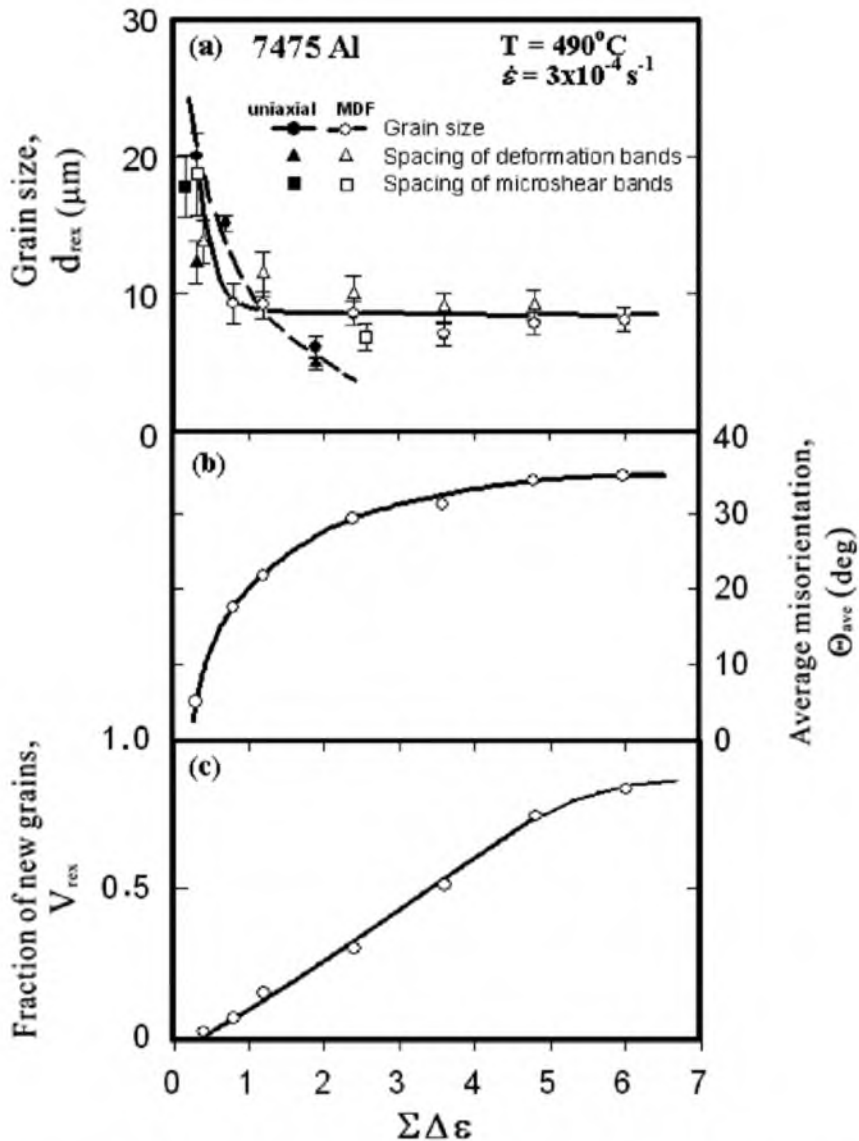 30
(a) 7475 Al
T = 490°C
ε̇ = 3x10⁻⁴ s⁻¹
uniaxial MDF
Grain size
Spacing of deformation bands
Spacing of microshear bands
20
10
0
Grain size,
d_rex (μm)
(b)
40
30
20
10
0
Average misorientation,
Θ_ave (deg)
(c)
1.0
0.5
0
Fraction of new grains,
V_rex
0 1 2 3 4 5 6 7
Σ Δ ε